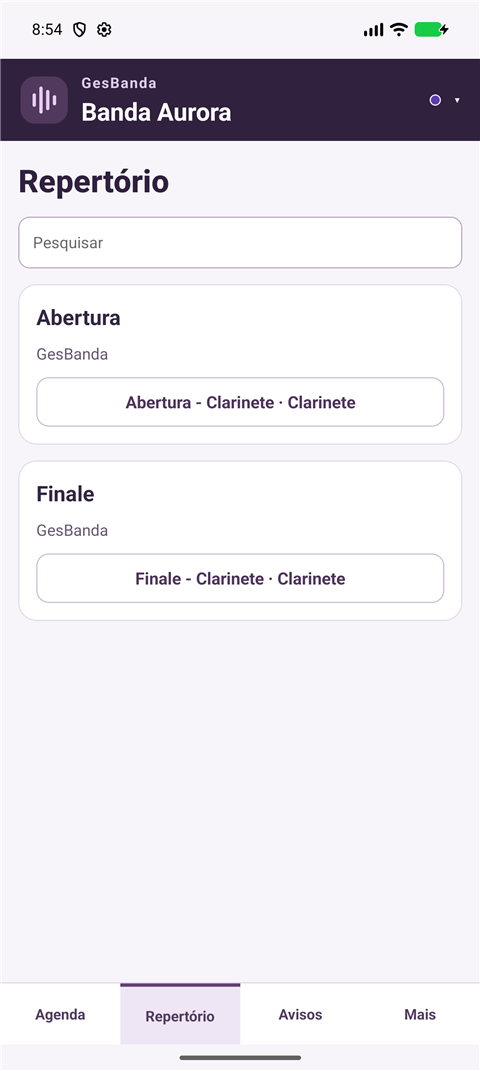 8:54
GesBanda
Banda Aurora
Repertório
Pesquisar
Abertura
GesBanda
Abertura - Clarinete · Clarinete
Finale
GesBanda
Finale - Clarinete · Clarinete
Agenda
Repertório
Avisos
Mais